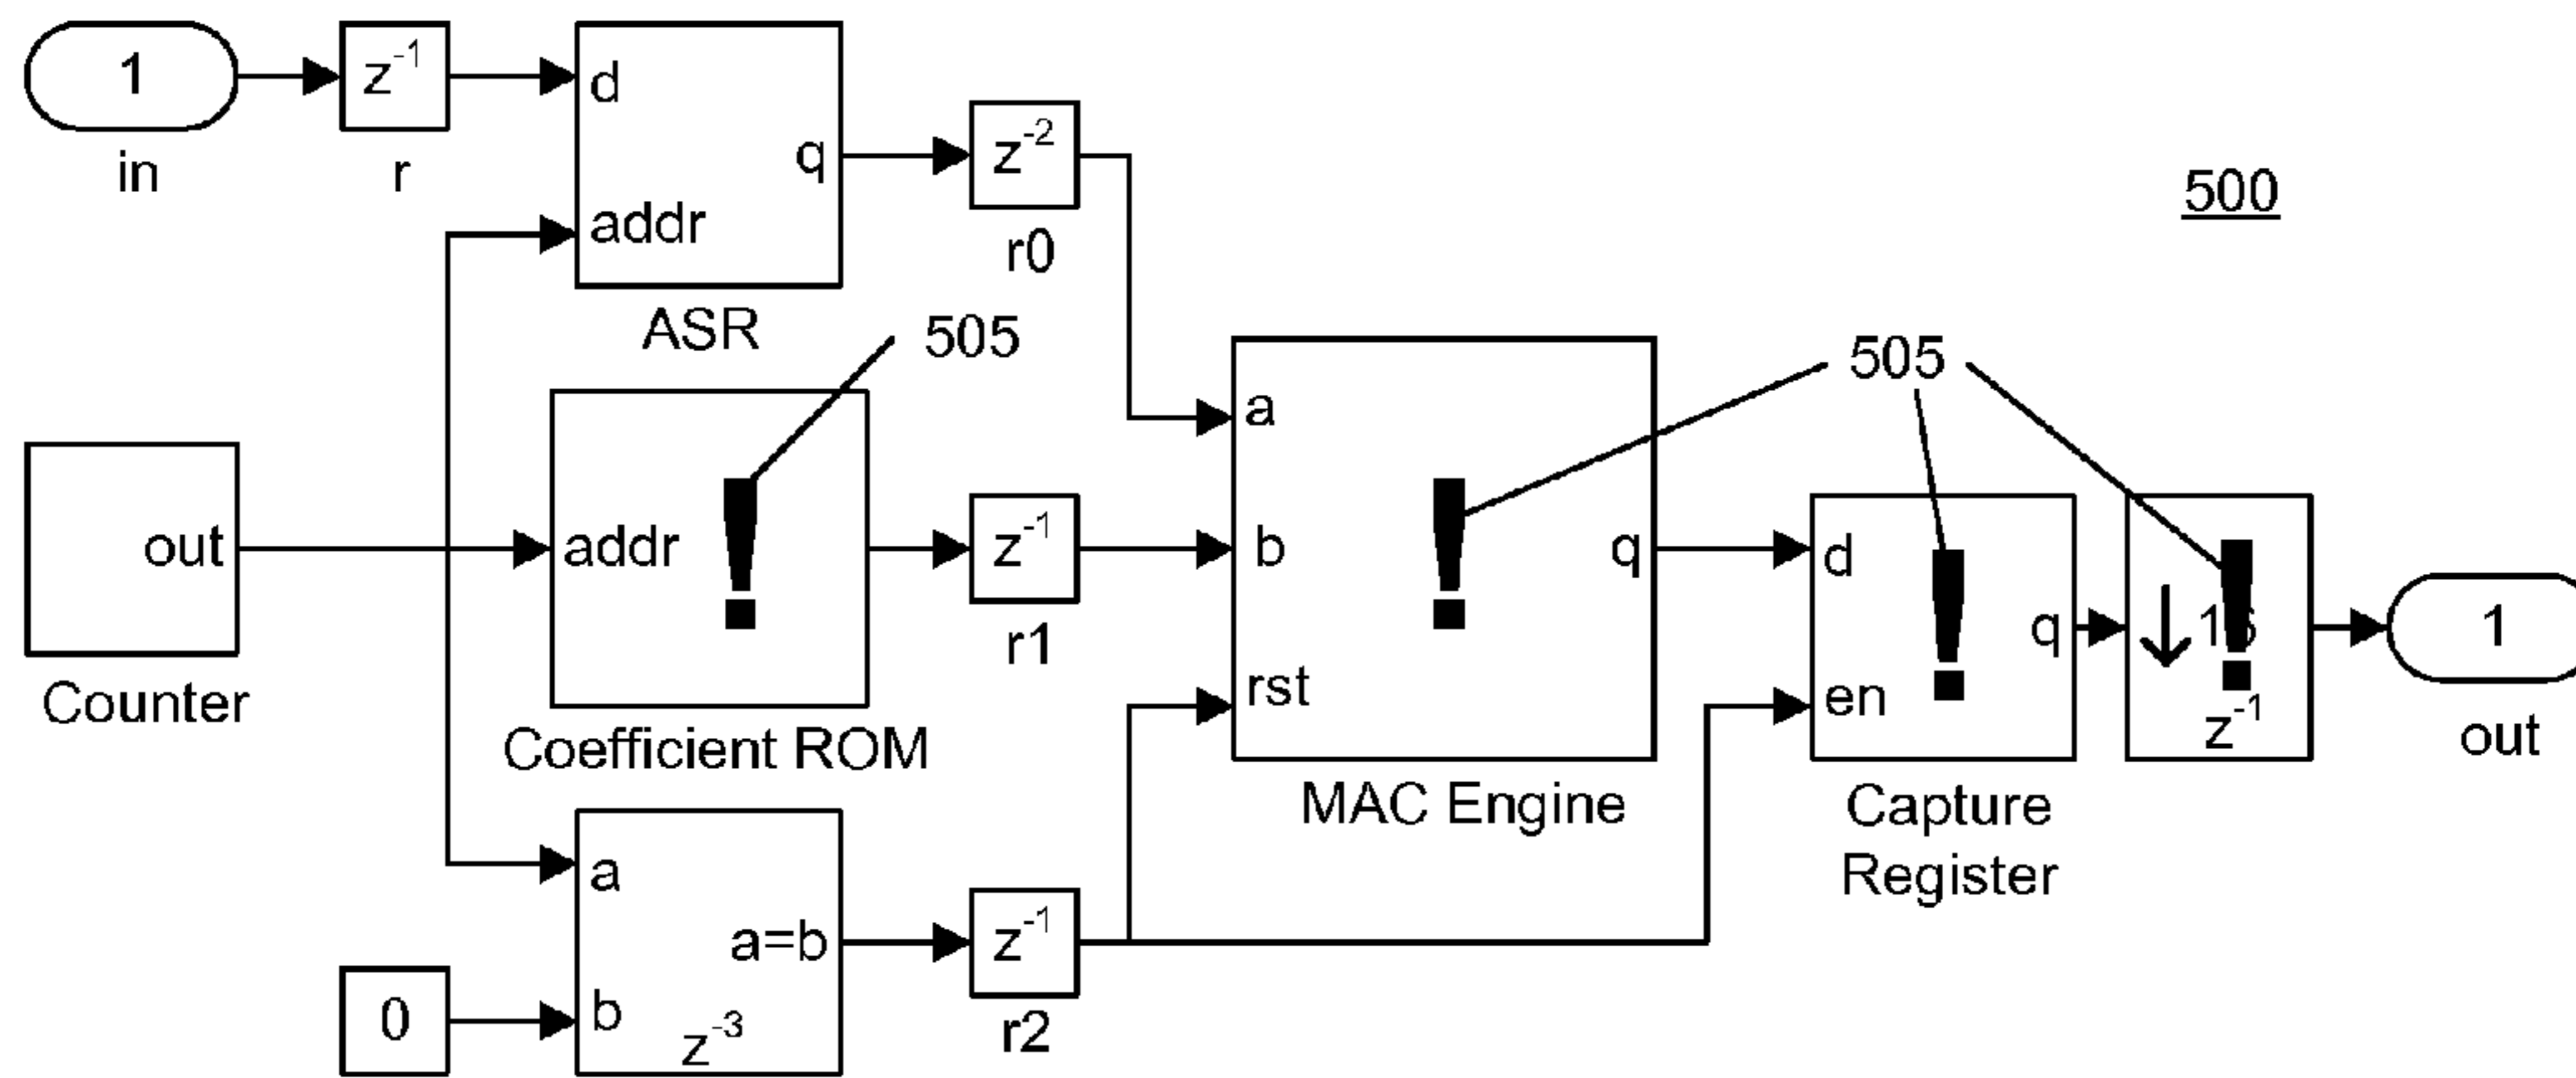 1
in
z-1
r
d
addr
q
ASR
z-2
r0
500
505
505
out
Counter
addr
Coefficient ROM
z-1
r1
a
b
rst
q
MAC Engine
d
en
q
Capture
Register
z-1
1
out
0
a
b
a=b
z-3
z-1
r2